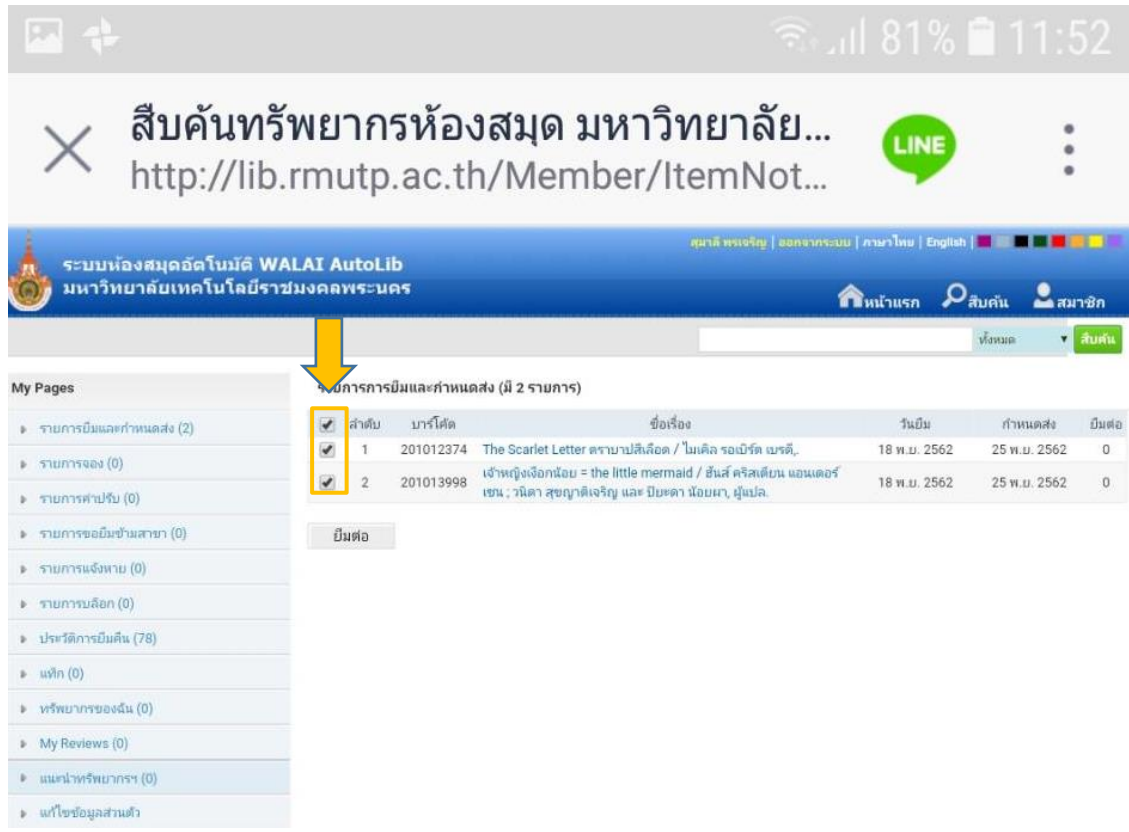 81% 11:52
สืบค้นทรัพยากรห้องสมุด มหาวิทยาลัย...
LINE
http://lib.rmutp.ac.th/Member/ItemNot...
สุมาลี พรเจริญ | ออกจากระบบ | ภาษาไทย | English |
ระบบห้องสมุดอัตโนมัติ WALAI AutoLib
มหาวิทยาลัยเทคโนโลยีราชมงคลพระนคร
หน้าแรก สืบค้น สมาชิก
ทั้งหมด สืบค้น
My Pages
รายการการยืมและกำหนดส่ง (มี 2 รายการ)
รายการยืมและกำหนดส่ง (2)
รายการจอง (0)
รายการค่าปรับ (0)
รายการขอยืมข้ามสาขา (0)
รายการแจ้งหาย (0)
รายการบล๊อก (0)
ประวัติการยืมคืน (78)
แท็ก (0)
ทรัพยากรของฉัน (0)
My Reviews (0)
แนะนำทรัพยากรฯ (0)
แก้ไขข้อมูลส่วนตัว
ลำดับ บาร์โค้ด ชื่อเรื่อง วันยืม กำหนดส่ง ยืมต่อ
1 201012374 The Scarlet Letter ตราบาปสีเลือด / ไมเคิล รอเบิร์ต เบรดี,. 18 พ.ย. 2562 25 พ.ย. 2562 0
2 201013998 เจ้าหญิงเงือกน้อย = the little mermaid / ฮันส์ คริสเตียน แอนเดอร์ 18 พ.ย. 2562 25 พ.ย. 2562 0
เซน ; วนิดา สุขญาติเจริญ และ ปิยะดา น้อยผา, ผู้แปล.
ยืมต่อ